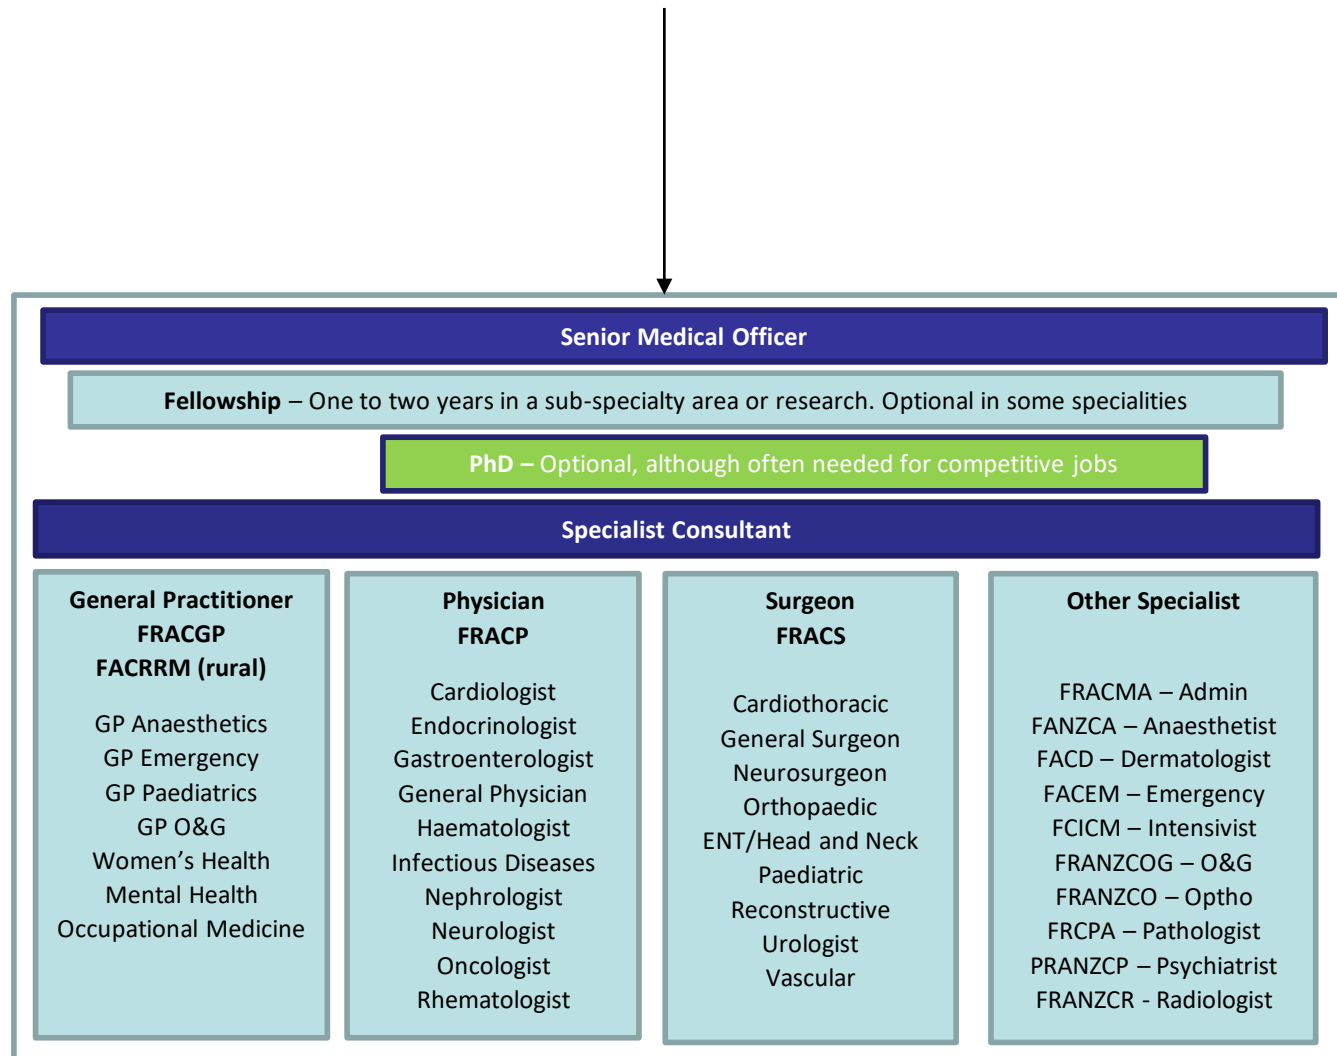 Senior Medical Officer
Fellowship – One to two years in a sub-specialty area or research. Optional in some specialities
PhD – Optional, although often needed for competitive jobs
Specialist Consultant
General Practitioner
FRACGP
FACRRM (rural)
GP Anaesthetics
GP Emergency
GP Paediatrics
GP O&G
Women's Health
Mental Health
Occupational Medicine
Physician
FRACP
Cardiologist
Endocrinologist
Gastroenterologist
General Physician
Haematologist
Infectious Diseases
Nephrologist
Neurologist
Oncologist
Rhematologist
Surgeon
FRACS
Cardiothoracic
General Surgeon
Neurosurgeon
Orthopaedic
ENT/Head and Neck
Paediatric
Reconstructive
Urologist
Vascular
Other Specialist
FRACMA – Admin
FANZCA – Anaesthetist
FACD – Dermatologist
FACEM – Emergency
FCICM – Intensivist
FRANZCOG – O&G
FRANZCO – Optho
FRCPA – Pathologist
PRANZCP – Psychiatrist
FRANZCR - Radiologist